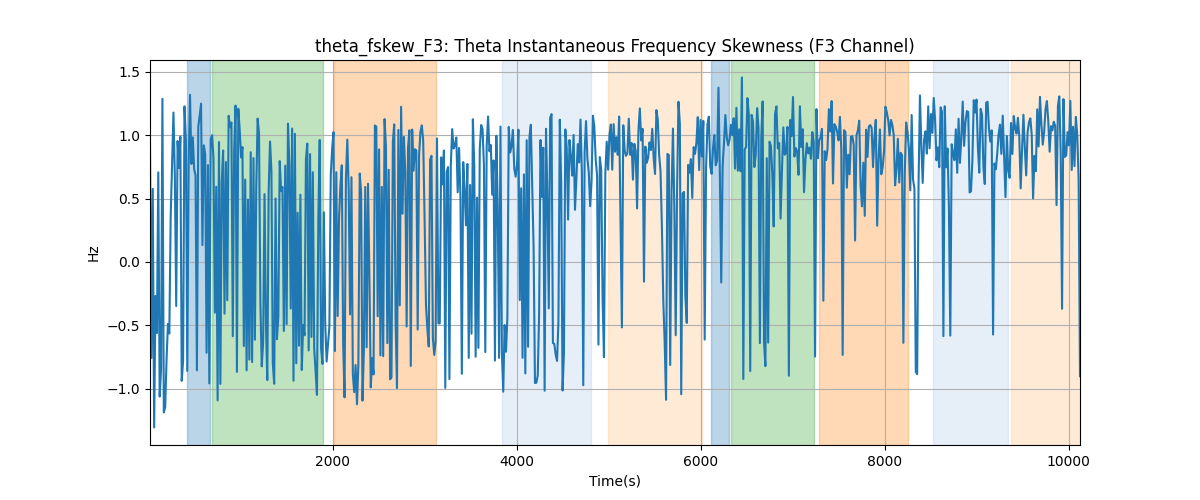 theta_fskew_F3: Theta Instantaneous Frequency Skewness (F3 Channel)
1.5
1.0
0.5
0.0
−0.5
−1.0
Hz
2000 4000 6000 8000 10000
Time(s)